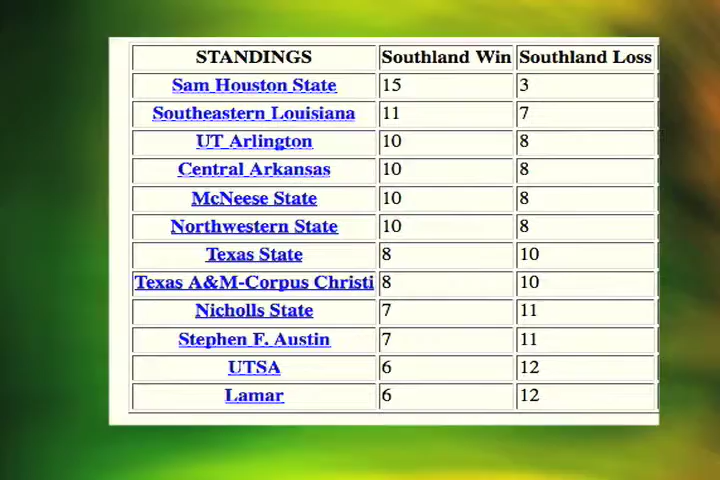 STANDINGS Southland Win Southland Loss
Sam Houston State 15 3
Southeastern Louisiana 11 7
UT Arlington 10 8
Central Arkansas 10 8
McNeese State 10 8
Northwestern State 10 8
Texas State 8 10
Texas A&M-Corpus Christi 8 10
Nicholls State 7 11
Stephen F. Austin 7 11
UTSA 6 12
Lamar 6 12